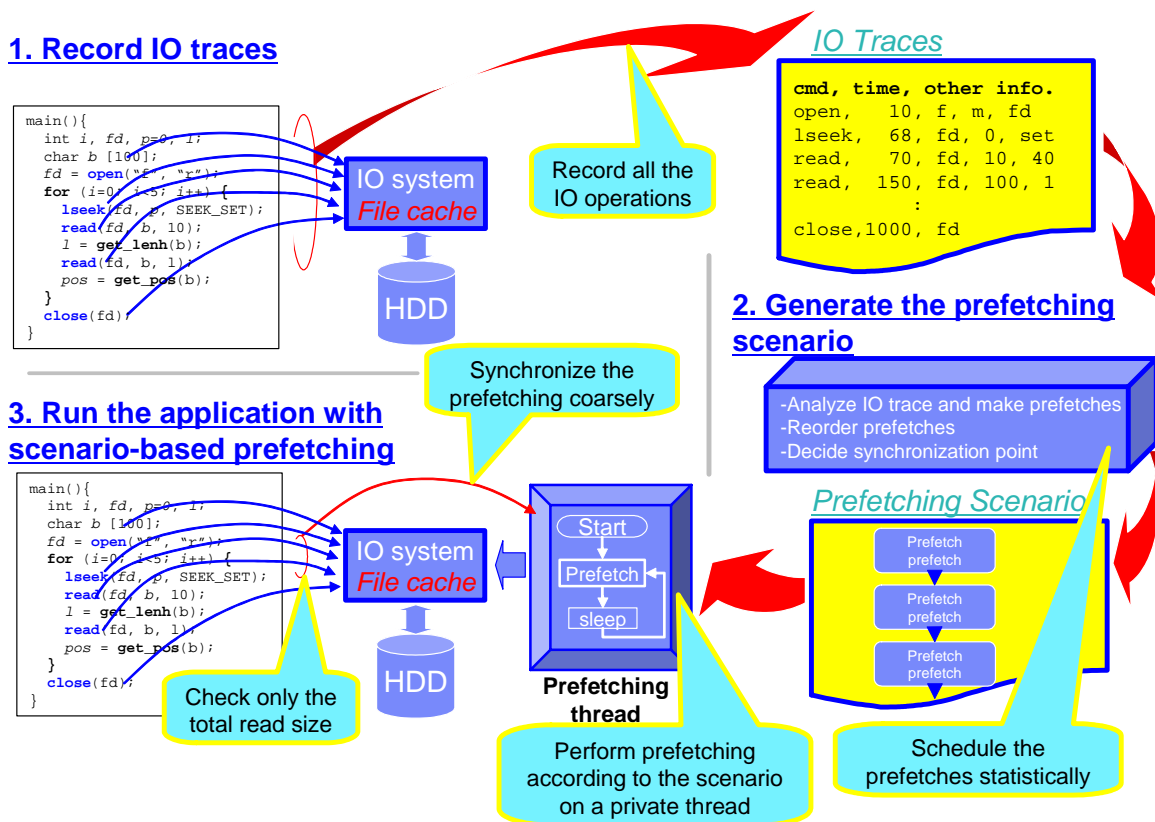 1. Record IO traces
main(){
int i, fd, p=0, l;
char b [100];
fd = open("f", "r");
for (i=0; i<5; i++) {
lseek(fd, p, SEEK_SET);
read(fd, b, 10);
l = get_lenh(b);
read(fd, b, l);
pos = get_pos(b);
}
close(fd);
}
IO system
File cache
HDD
Record all the
IO operations
IO Traces
cmd, time, other info.
open, 10, f, m, fd
lseek, 68, fd, 0, set
read, 70, fd, 10, 40
read, 150, fd, 100, 1
:
close,1000, fd
2. Generate the prefetching
scenario
-Analyze IO trace and make prefetches
-Reorder prefetches
-Decide synchronization point
Prefetching Scenario
Prefetch
prefetch
Prefetch
prefetch
Prefetch
prefetch
Schedule the
prefetches statistically
3. Run the application with
scenario-based prefetching
Synchronize the
prefetching coarsely
main(){
int i, fd, p=0, l;
char b [100];
fd = open("f", "r");
for (i=0; i<5; i++) {
lseek(fd, p, SEEK_SET);
read(fd, b, 10);
l = get_lenh(b);
read(fd, b, l);
pos = get_pos(b);
}
close(fd);
}
IO system
File cache
HDD
Check only the
total read size
Start
Prefetch
sleep
Prefetching
thread
Perform prefetching
according to the scenario
on a private thread